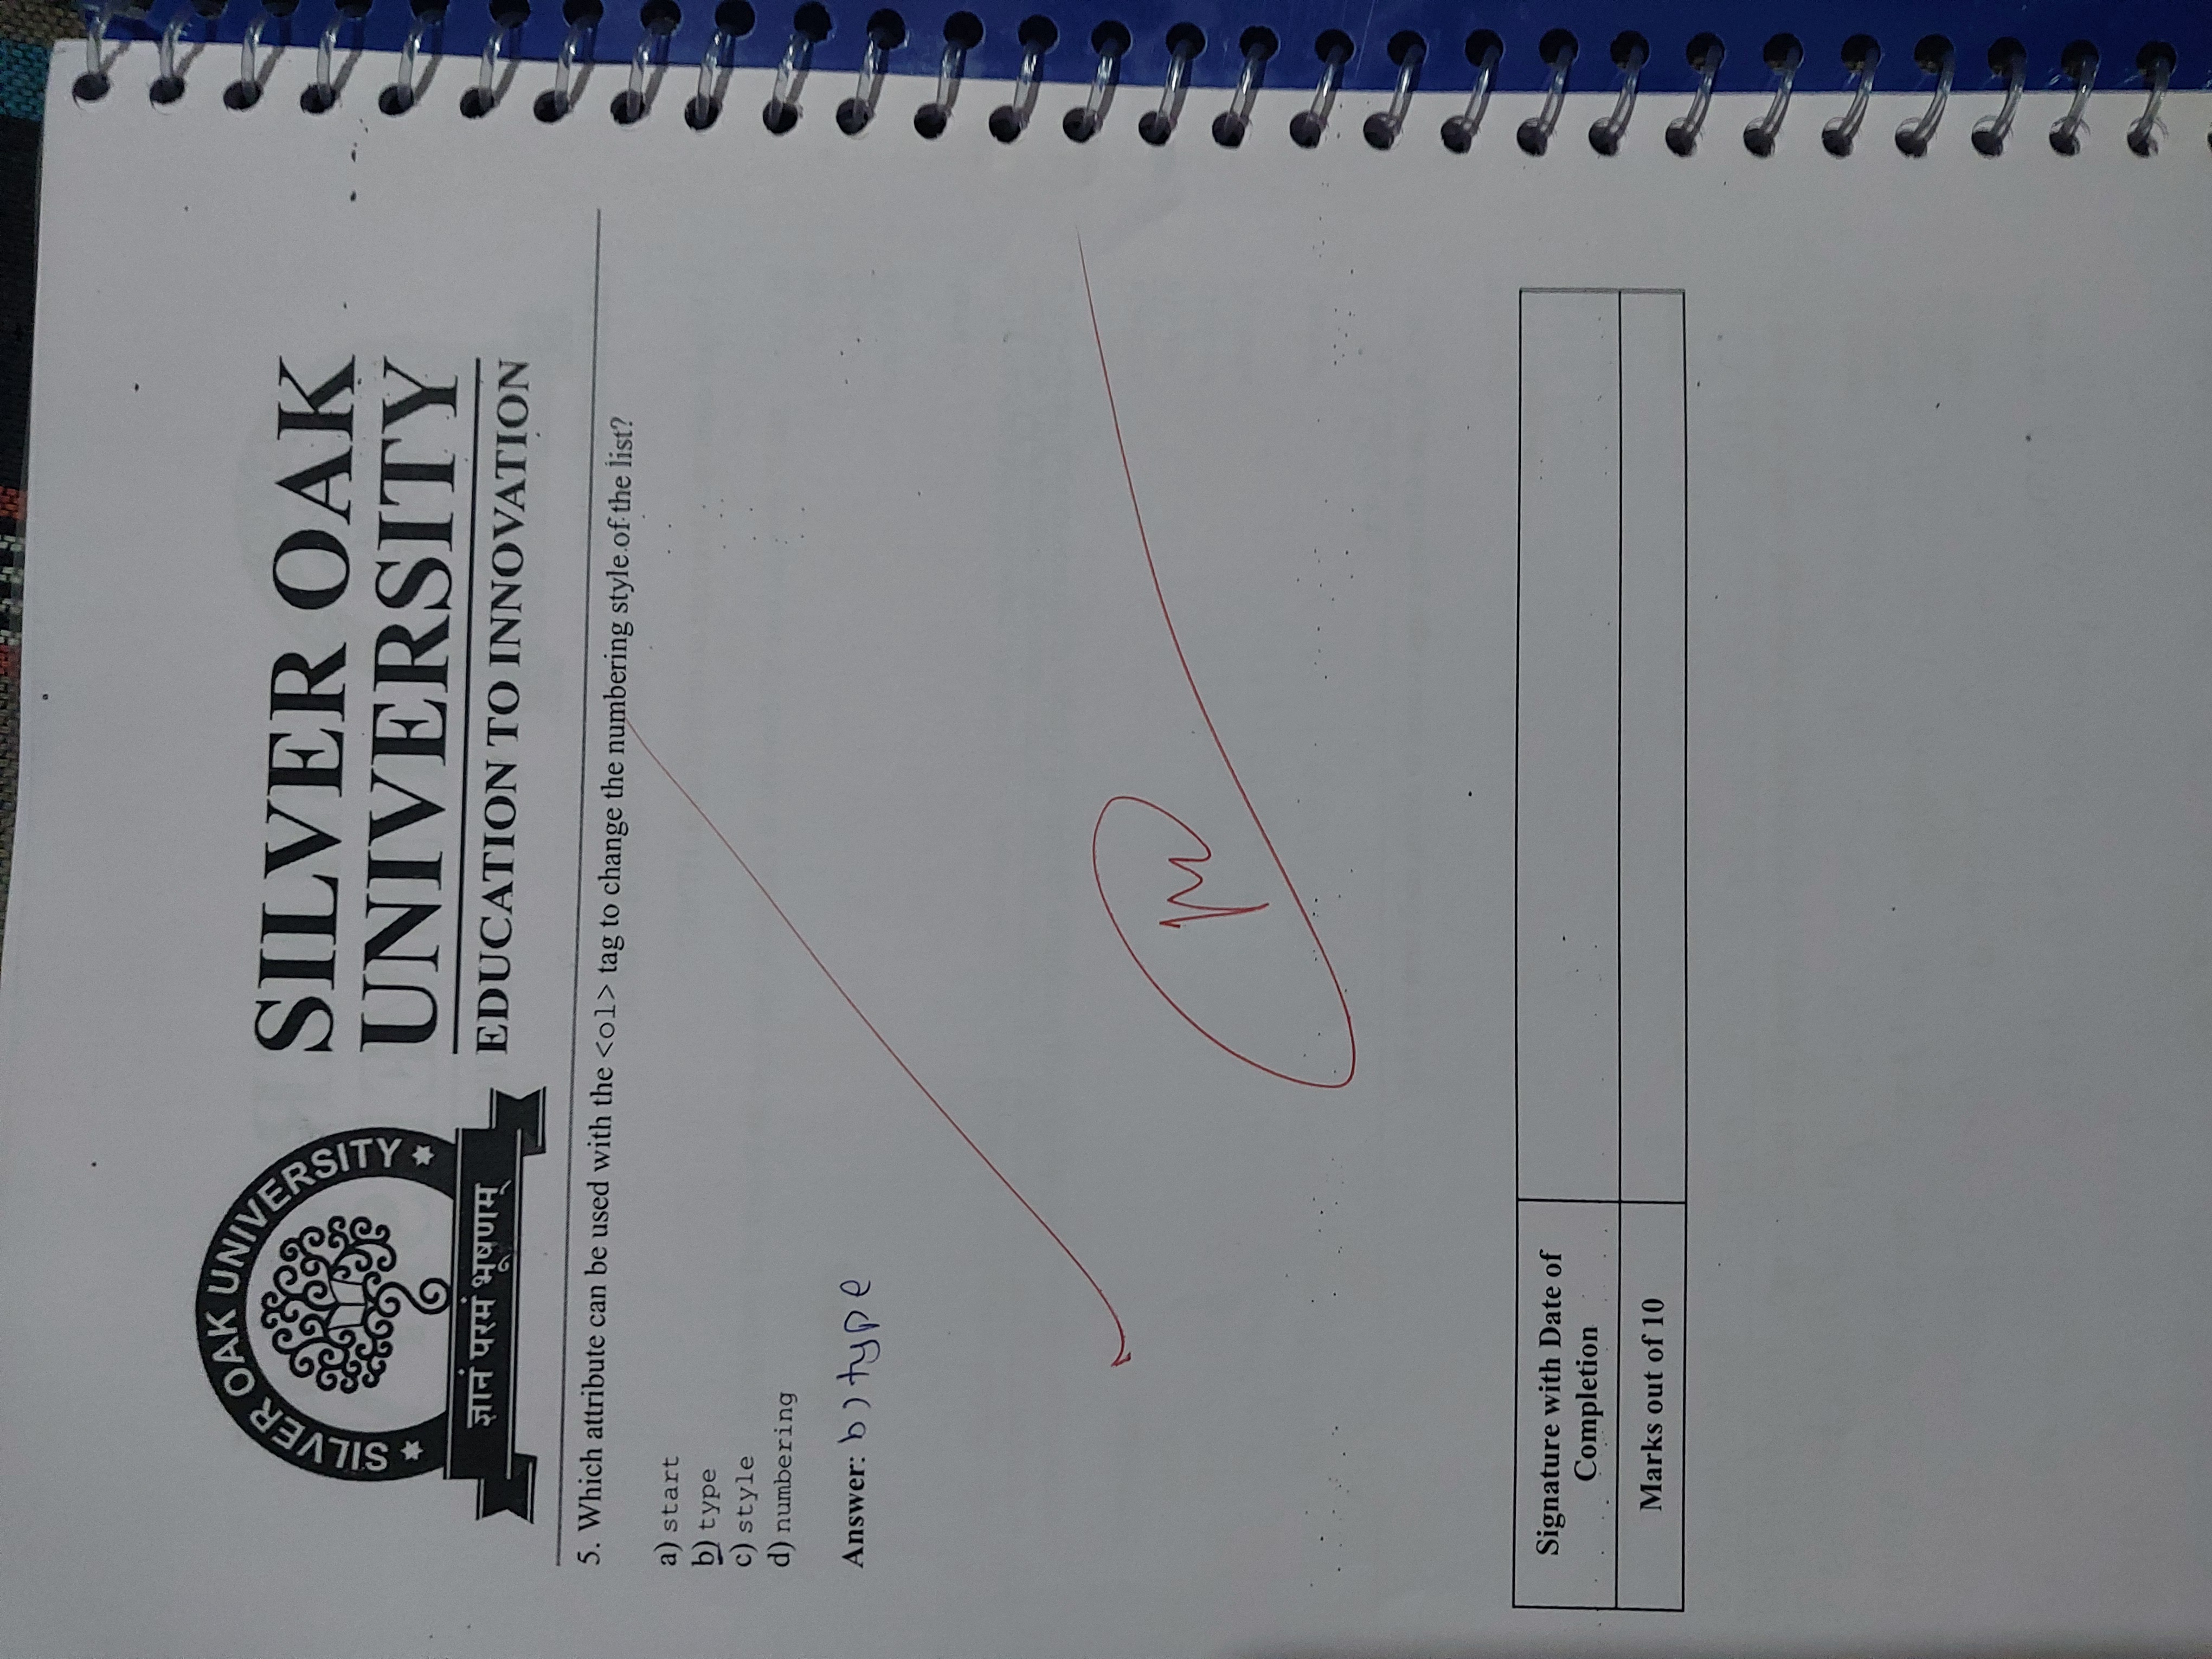 SILVER OAK UNIVERSITY
ज्ञानं परमं भूषणम्
SILVER OAK
UNIVERSITY
EDUCATION TO INNOVATION
5. Which attribute can be used with the <ol> tag to change the numbering style of the list?
a) start
b) type
c) style
d) numbering
Answer: b) type
Signature with Date of
Completion
Marks out of 10